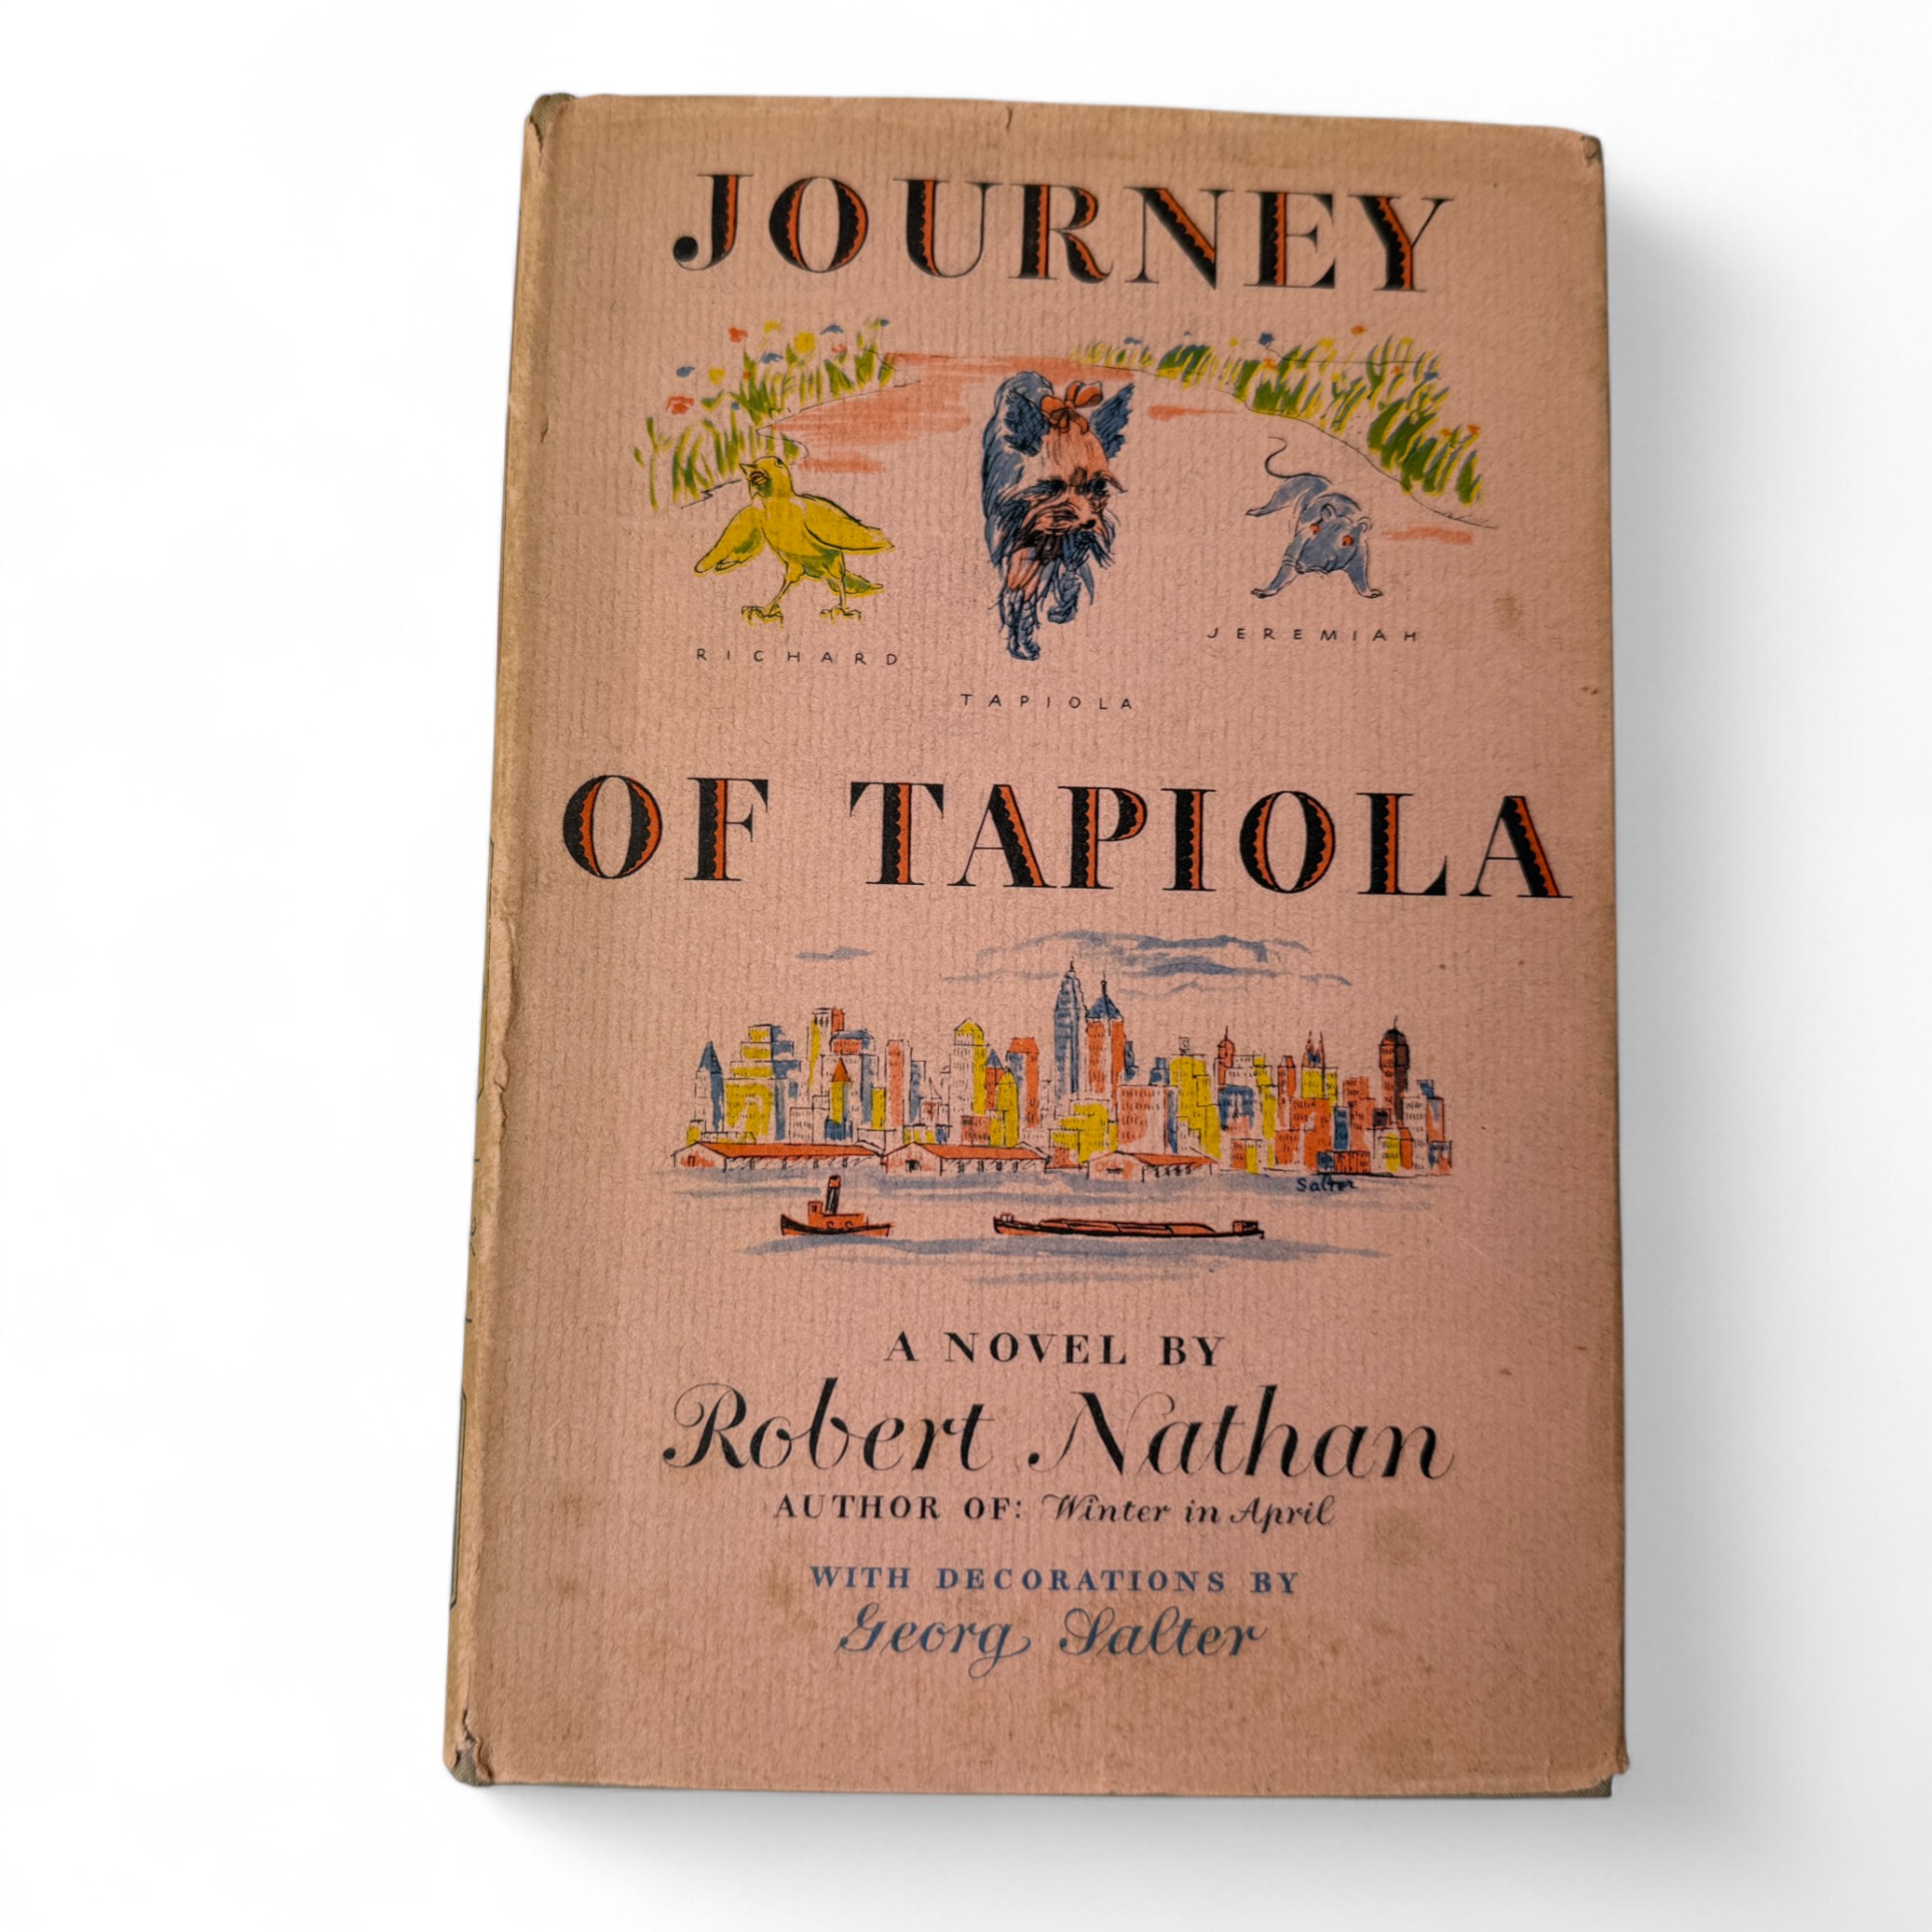 JOURNEY
RICHARD
TAPIOLA
JEREMIAH
OF TAPIOLA
Salter
A NOVEL BY
Robert Nathan
AUTHOR OF: Winter in April
WITH DECORATIONS BY
Georg Salter